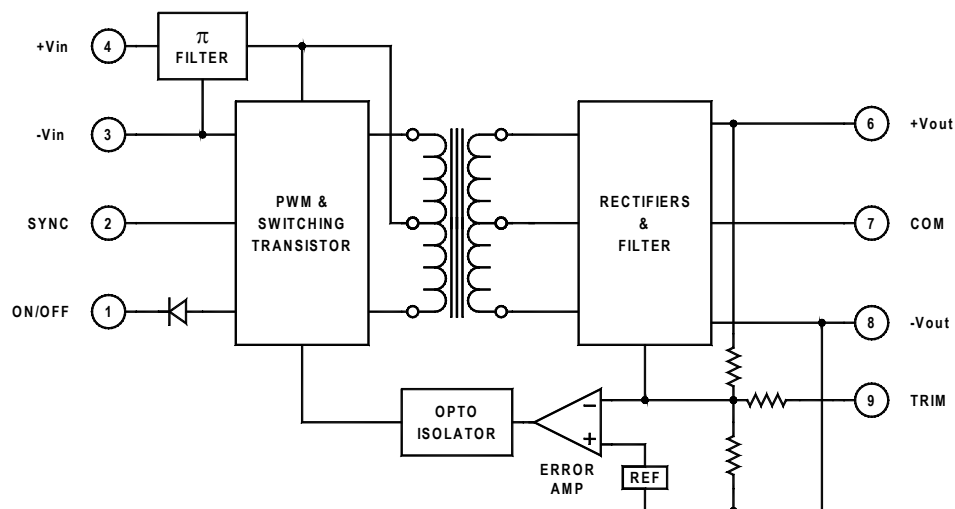 +Vin
4
π
FILTER
-Vin
3
SYNC
2
ON/OFF
1
PWM &
SWITCHING
TRANSISTOR
RECTIFIERS
&
FILTER
6
+Vout
7
COM
8
-Vout
9
TRIM
OPTO
ISOLATOR
−
+
ERROR
AMP
REF